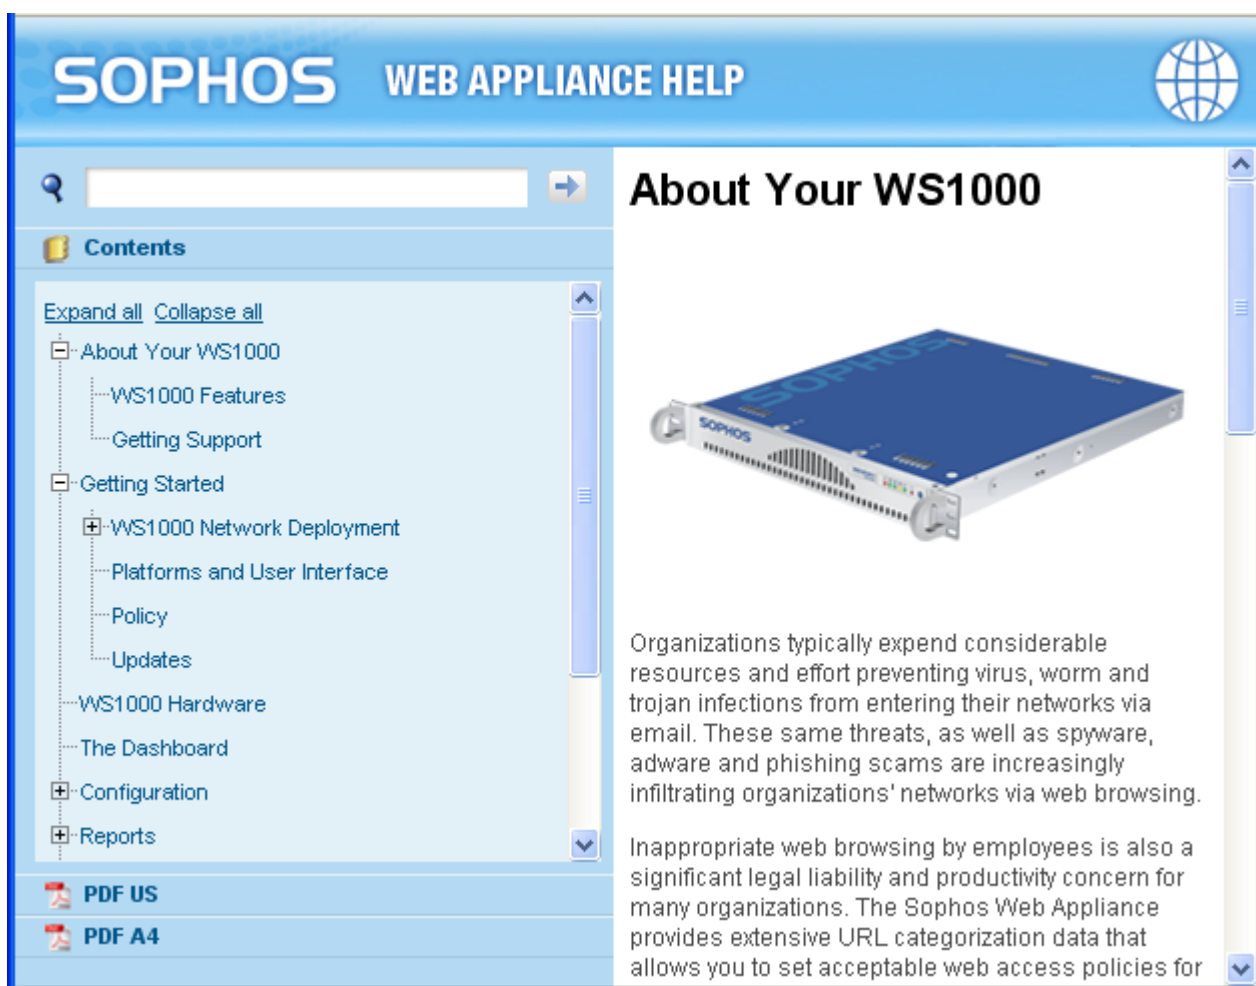 SOPHOS WEB APPLIANCE HELP
Contents
Expand all Collapse all
About Your WS1000
WS1000 Features
Getting Support
Getting Started
WS1000 Network Deployment
Platforms and User Interface
Policy
Updates
WS1000 Hardware
The Dashboard
Configuration
Reports
PDF US
PDF A4
About Your WS1000
SOPHOS
SOPHOS
Organizations typically expend considerable
resources and effort preventing virus, worm and
trojan infections from entering their networks via
email. These same threats, as well as spyware,
adware and phishing scams are increasingly
infiltrating organizations' networks via web browsing.
Inappropriate web browsing by employees is also a
significant legal liability and productivity concern for
many organizations. The Sophos Web Appliance
provides extensive URL categorization data that
allows you to set acceptable web access policies for